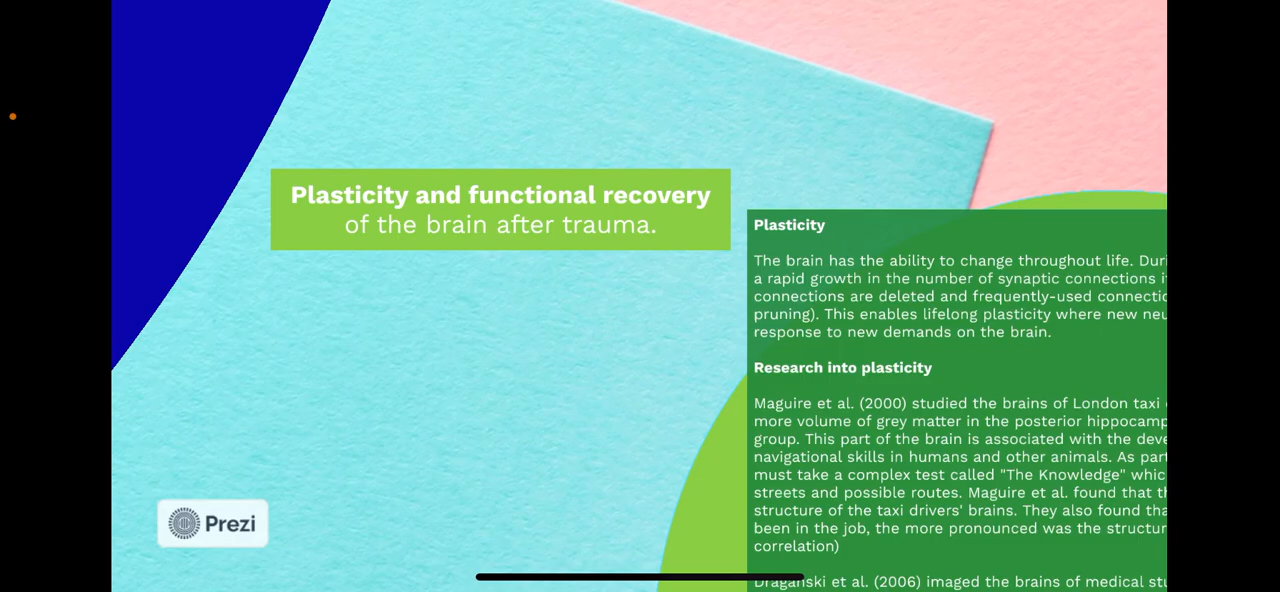 Plasticity and functional recovery
of the brain after trauma.
Plasticity
The brain has the ability to change throughout life.
a rapid growth in the number of synaptic connections
connections are deleted and frequently-used
pruning). This enables lifelong plasticity where new
response to new demands on the brain.
Research into plasticity
Maguire et al. (2000) studied the brains of London taxi
more volume of grey matter in the posterior
group. This part of the brain is associated with the
navigational skills in humans and other animals. As part
must take a complex test called "The Knowledge"
streets and possible routes. Maguire et al. found that
structure of the taxi drivers' brains. They also found
been in the job, the more pronounced was the
correlation)
Draganski et al. (2006) imaged the brains of medical
Prezi